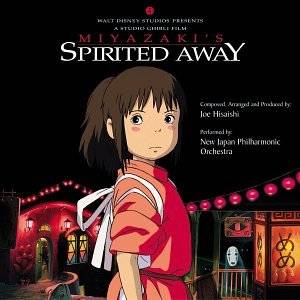 WALT DISNEY STUDIOS PRESENTS
A STUDIO GHIBLI FILM
MIYAZAKI'S
SPIRITED AWAY
Composed, Arranged and Produced by:
Joe Hisaishi
Performed by:
New Japan Philharmonic
Orchestra